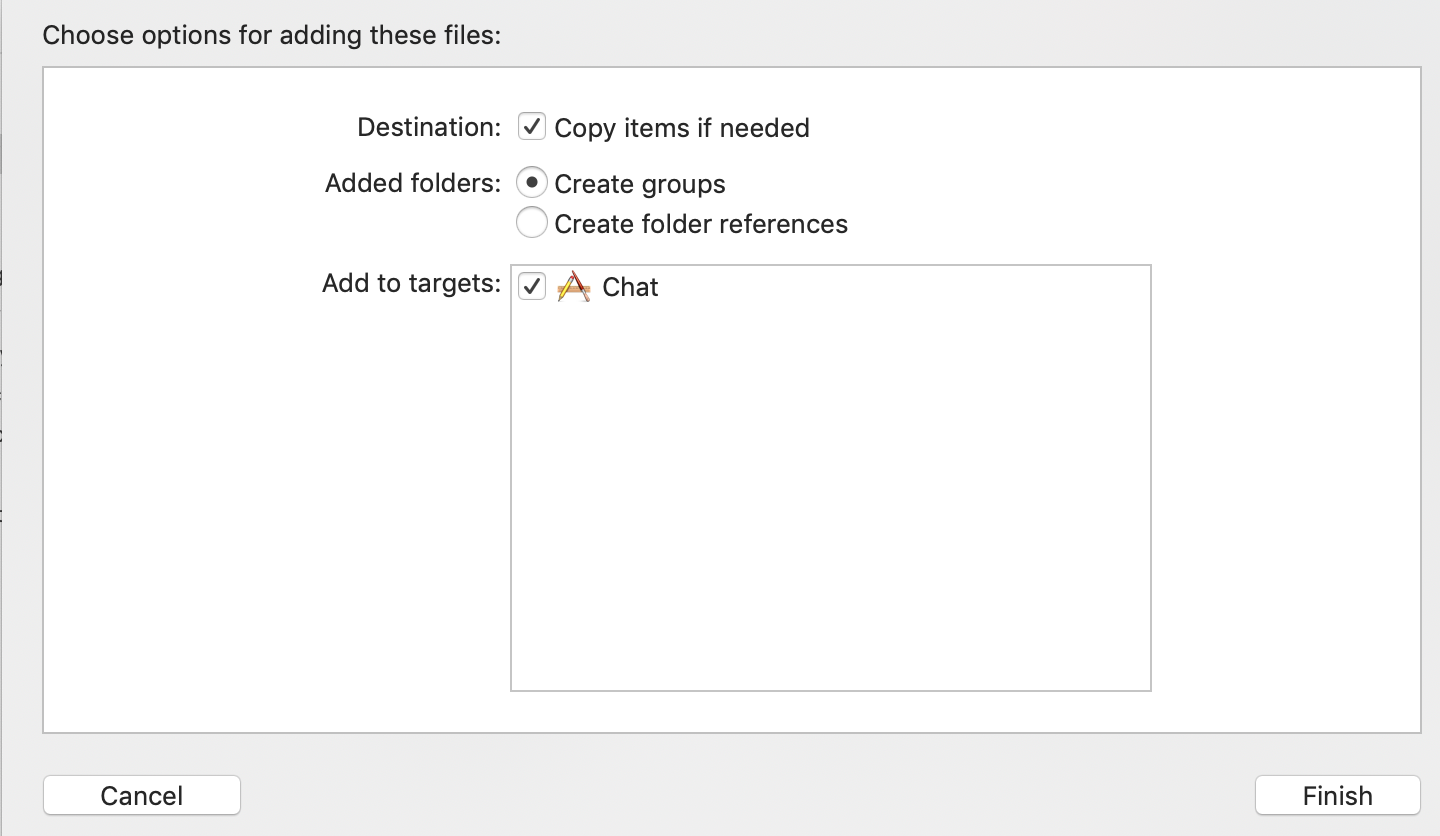 Choose options for adding these files:
Destination: Copy items if needed
Added folders: Create groups
Create folder references
Add to targets: Chat
Cancel Finish